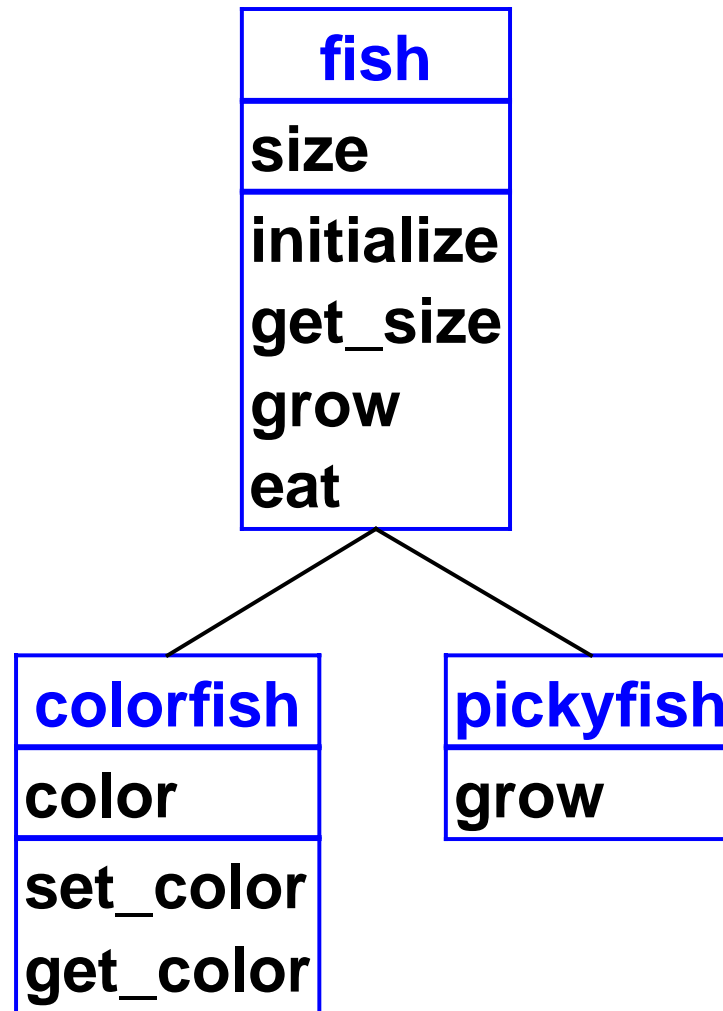 fish
size
initialize
get_size
grow
eat
colorfish
color
set_color
get_color
pickyfish
grow